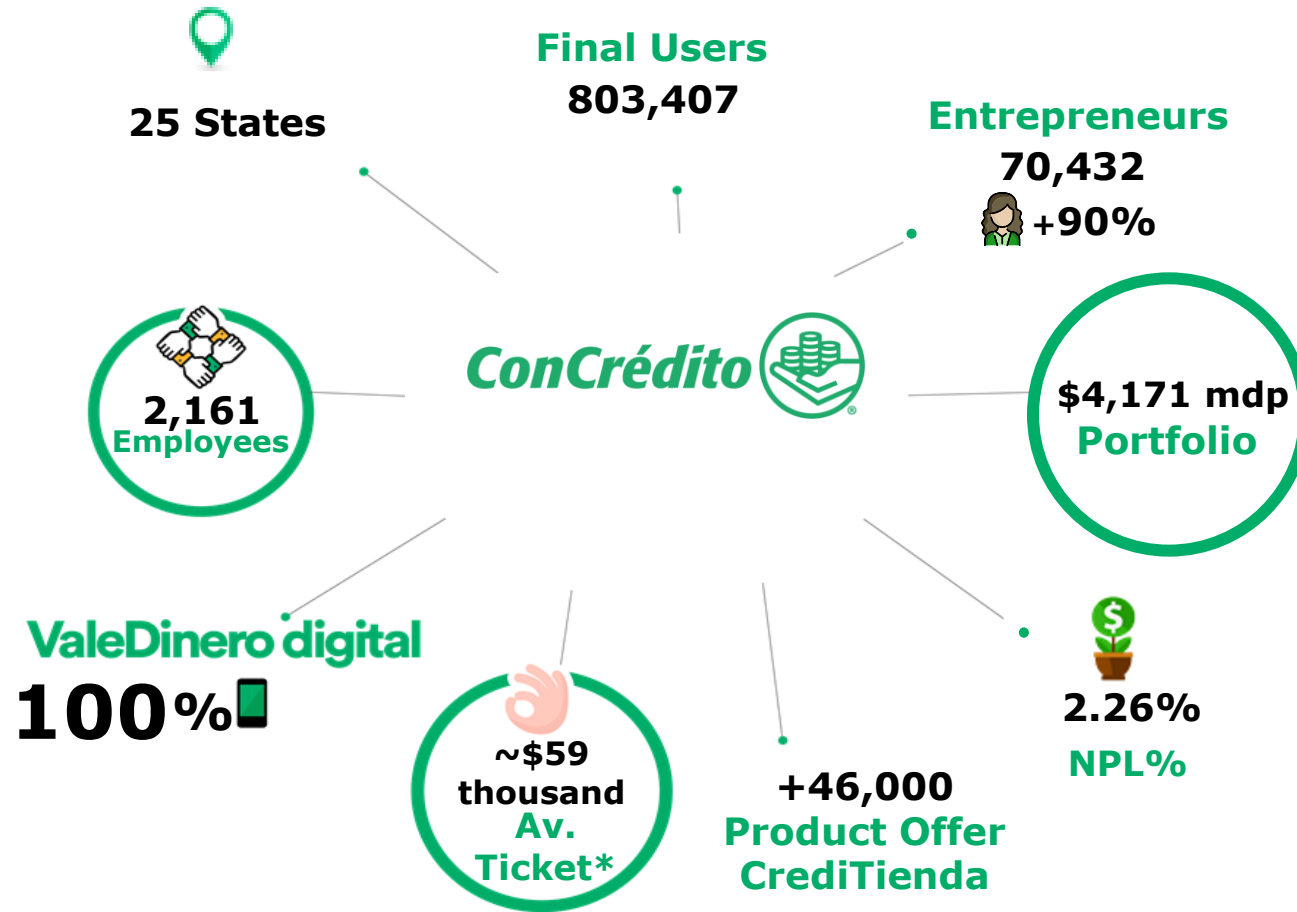 Final Users
803,407
25 States
Entrepreneurs
70,432
+90%
ConCrédito
®
2,161
Employees
$4,171 mdp
Portfolio
ValeDinero digital
100%
~$59
thousand
Av.
Ticket*
+46,000
Product Offer
CrediTienda
$
2.26%
NPL%